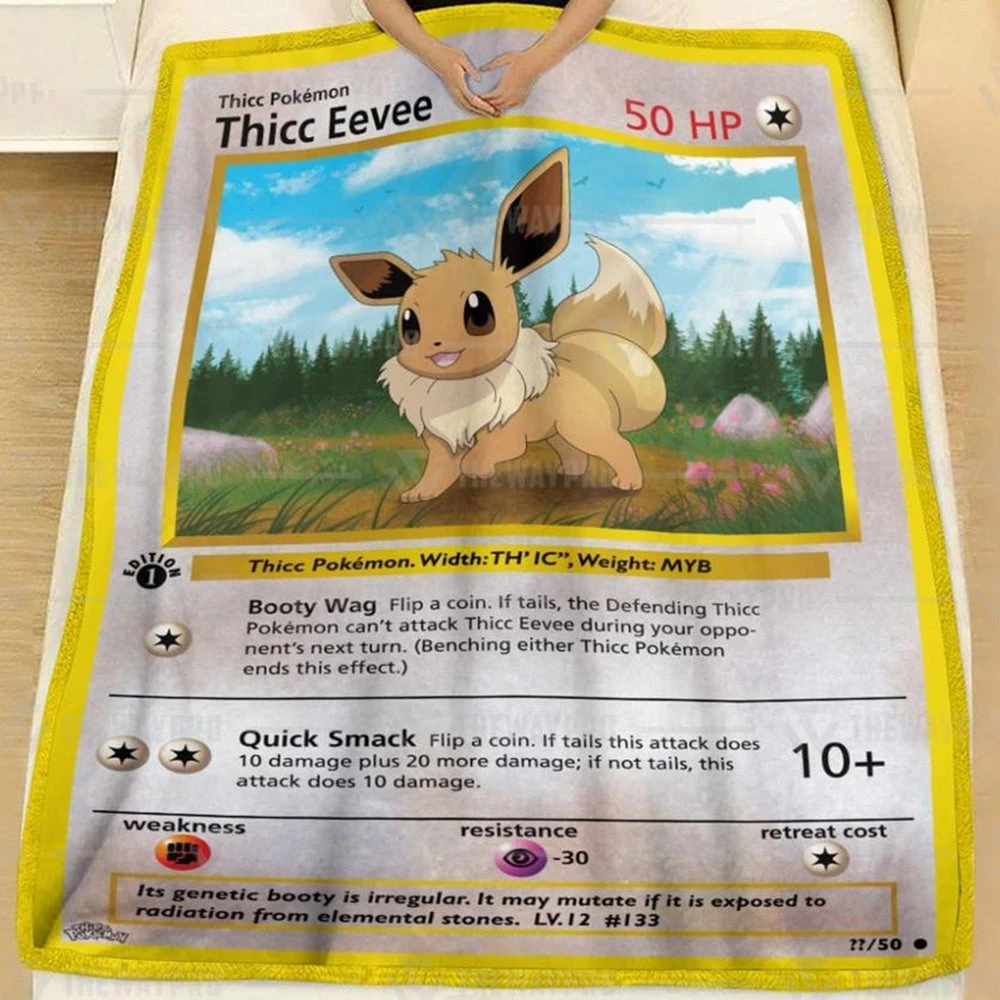 Thicc Pokémon
Thicc Eevee
50 HP
EDITION
1
Thicc Pokémon. Width:TH' IC”, Weight: MYB
Booty Wag Flip a coin. If tails, the Defending Thicc
Pokémon can't attack Thicc Eevee during your oppo-
nent's next turn. (Benching either Thicc Pokémon
ends this effect.)
Quick Smack Flip a coin. If tails this attack does
10 damage plus 20 more damage; if not tails, this
attack does 10 damage.
10+
weakness
resistance
retreat cost
-30
Its genetic booty is irregular. It may mutate if it is exposed to
radiation from elemental stones. LV.12 #133
THICC
POKÉMON
??/50
THEWAYPRO